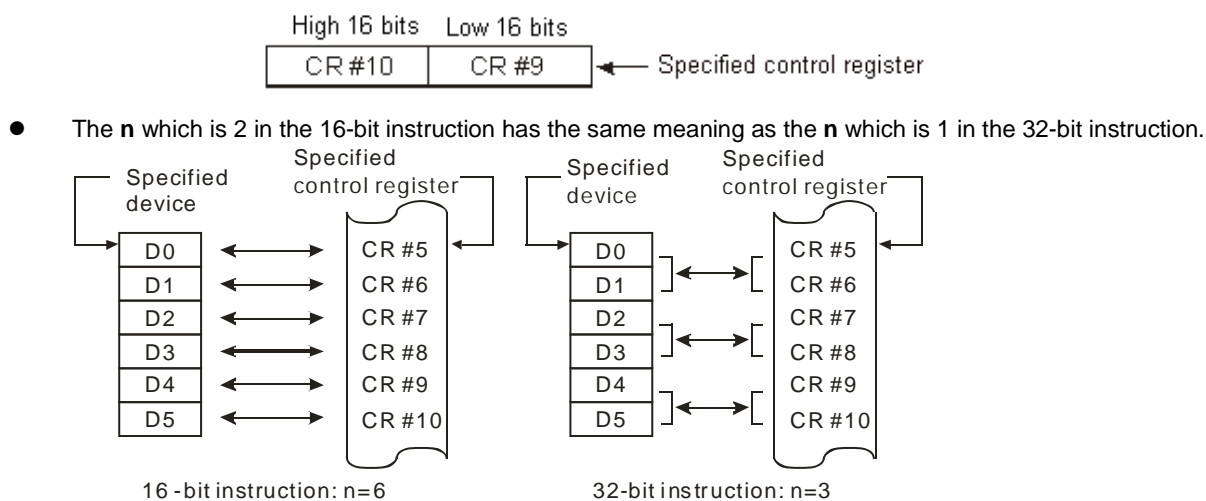 High 16 bits Low 16 bits
CR #10 CR #9 Specified control register
● The n which is 2 in the 16-bit instruction has the same meaning as the n which is 1 in the 32-bit instruction.
Specified device
Specified control register
D0 CR #5
D1 CR #6
D2 CR #7
D3 CR #8
D4 CR #9
D5 CR #10
16-bit instruction: n=6
Specified device
Specified control register
D0 CR #5
D1 CR #6
D2 CR #7
D3 CR #8
D4 CR #9
D5 CR #10
32-bit instruction: n=3